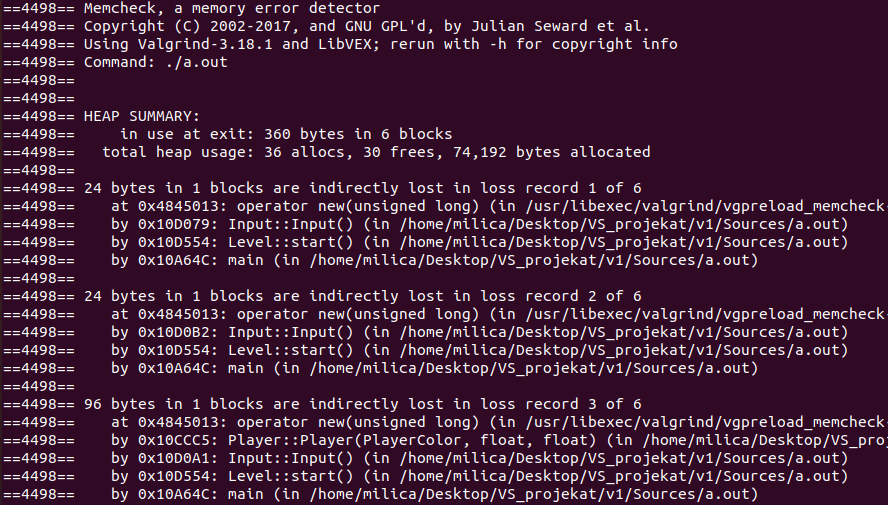 ==4498== Memcheck, a memory error detector
==4498== Copyright (C) 2002-2017, and GNU GPL'd, by Julian Seward et al.
==4498== Using Valgrind-3.18.1 and LibVEX; rerun with -h for copyright info
==4498== Command: ./a.out
==4498==
==4498==
==4498== HEAP SUMMARY:
==4498==     in use at exit: 360 bytes in 6 blocks
==4498==   total heap usage: 36 allocs, 30 frees, 74,192 bytes allocated
==4498==
==4498== 24 bytes in 1 blocks are indirectly lost in loss record 1 of 6
==4498==    at 0x4845013: operator new(unsigned long) (in /usr/libexec/valgrind/vgpreload_memcheck-
==4498==    by 0x10D079: Input::Input() (in /home/milica/Desktop/VS_projekat/v1/Sources/a.out)
==4498==    by 0x10D554: Level::start() (in /home/milica/Desktop/VS_projekat/v1/Sources/a.out)
==4498==    by 0x10A64C: main (in /home/milica/Desktop/VS_projekat/v1/Sources/a.out)
==4498==
==4498== 24 bytes in 1 blocks are indirectly lost in loss record 2 of 6
==4498==    at 0x4845013: operator new(unsigned long) (in /usr/libexec/valgrind/vgpreload_memcheck-
==4498==    by 0x10D0B2: Input::Input() (in /home/milica/Desktop/VS_projekat/v1/Sources/a.out)
==4498==    by 0x10D554: Level::start() (in /home/milica/Desktop/VS_projekat/v1/Sources/a.out)
==4498==    by 0x10A64C: main (in /home/milica/Desktop/VS_projekat/v1/Sources/a.out)
==4498==
==4498== 96 bytes in 1 blocks are indirectly lost in loss record 3 of 6
==4498==    at 0x4845013: operator new(unsigned long) (in /usr/libexec/valgrind/vgpreload_memcheck-
==4498==    by 0x10CCC5: Player::Player(PlayerColor, float, float) (in /home/milica/Desktop/VS_proj
==4498==    by 0x10D0A1: Input::Input() (in /home/milica/Desktop/VS_projekat/v1/Sources/a.out)
==4498==    by 0x10D554: Level::start() (in /home/milica/Desktop/VS_projekat/v1/Sources/a.out)
==4498==    by 0x10A64C: main (in /home/milica/Desktop/VS_projekat/v1/Sources/a.out)